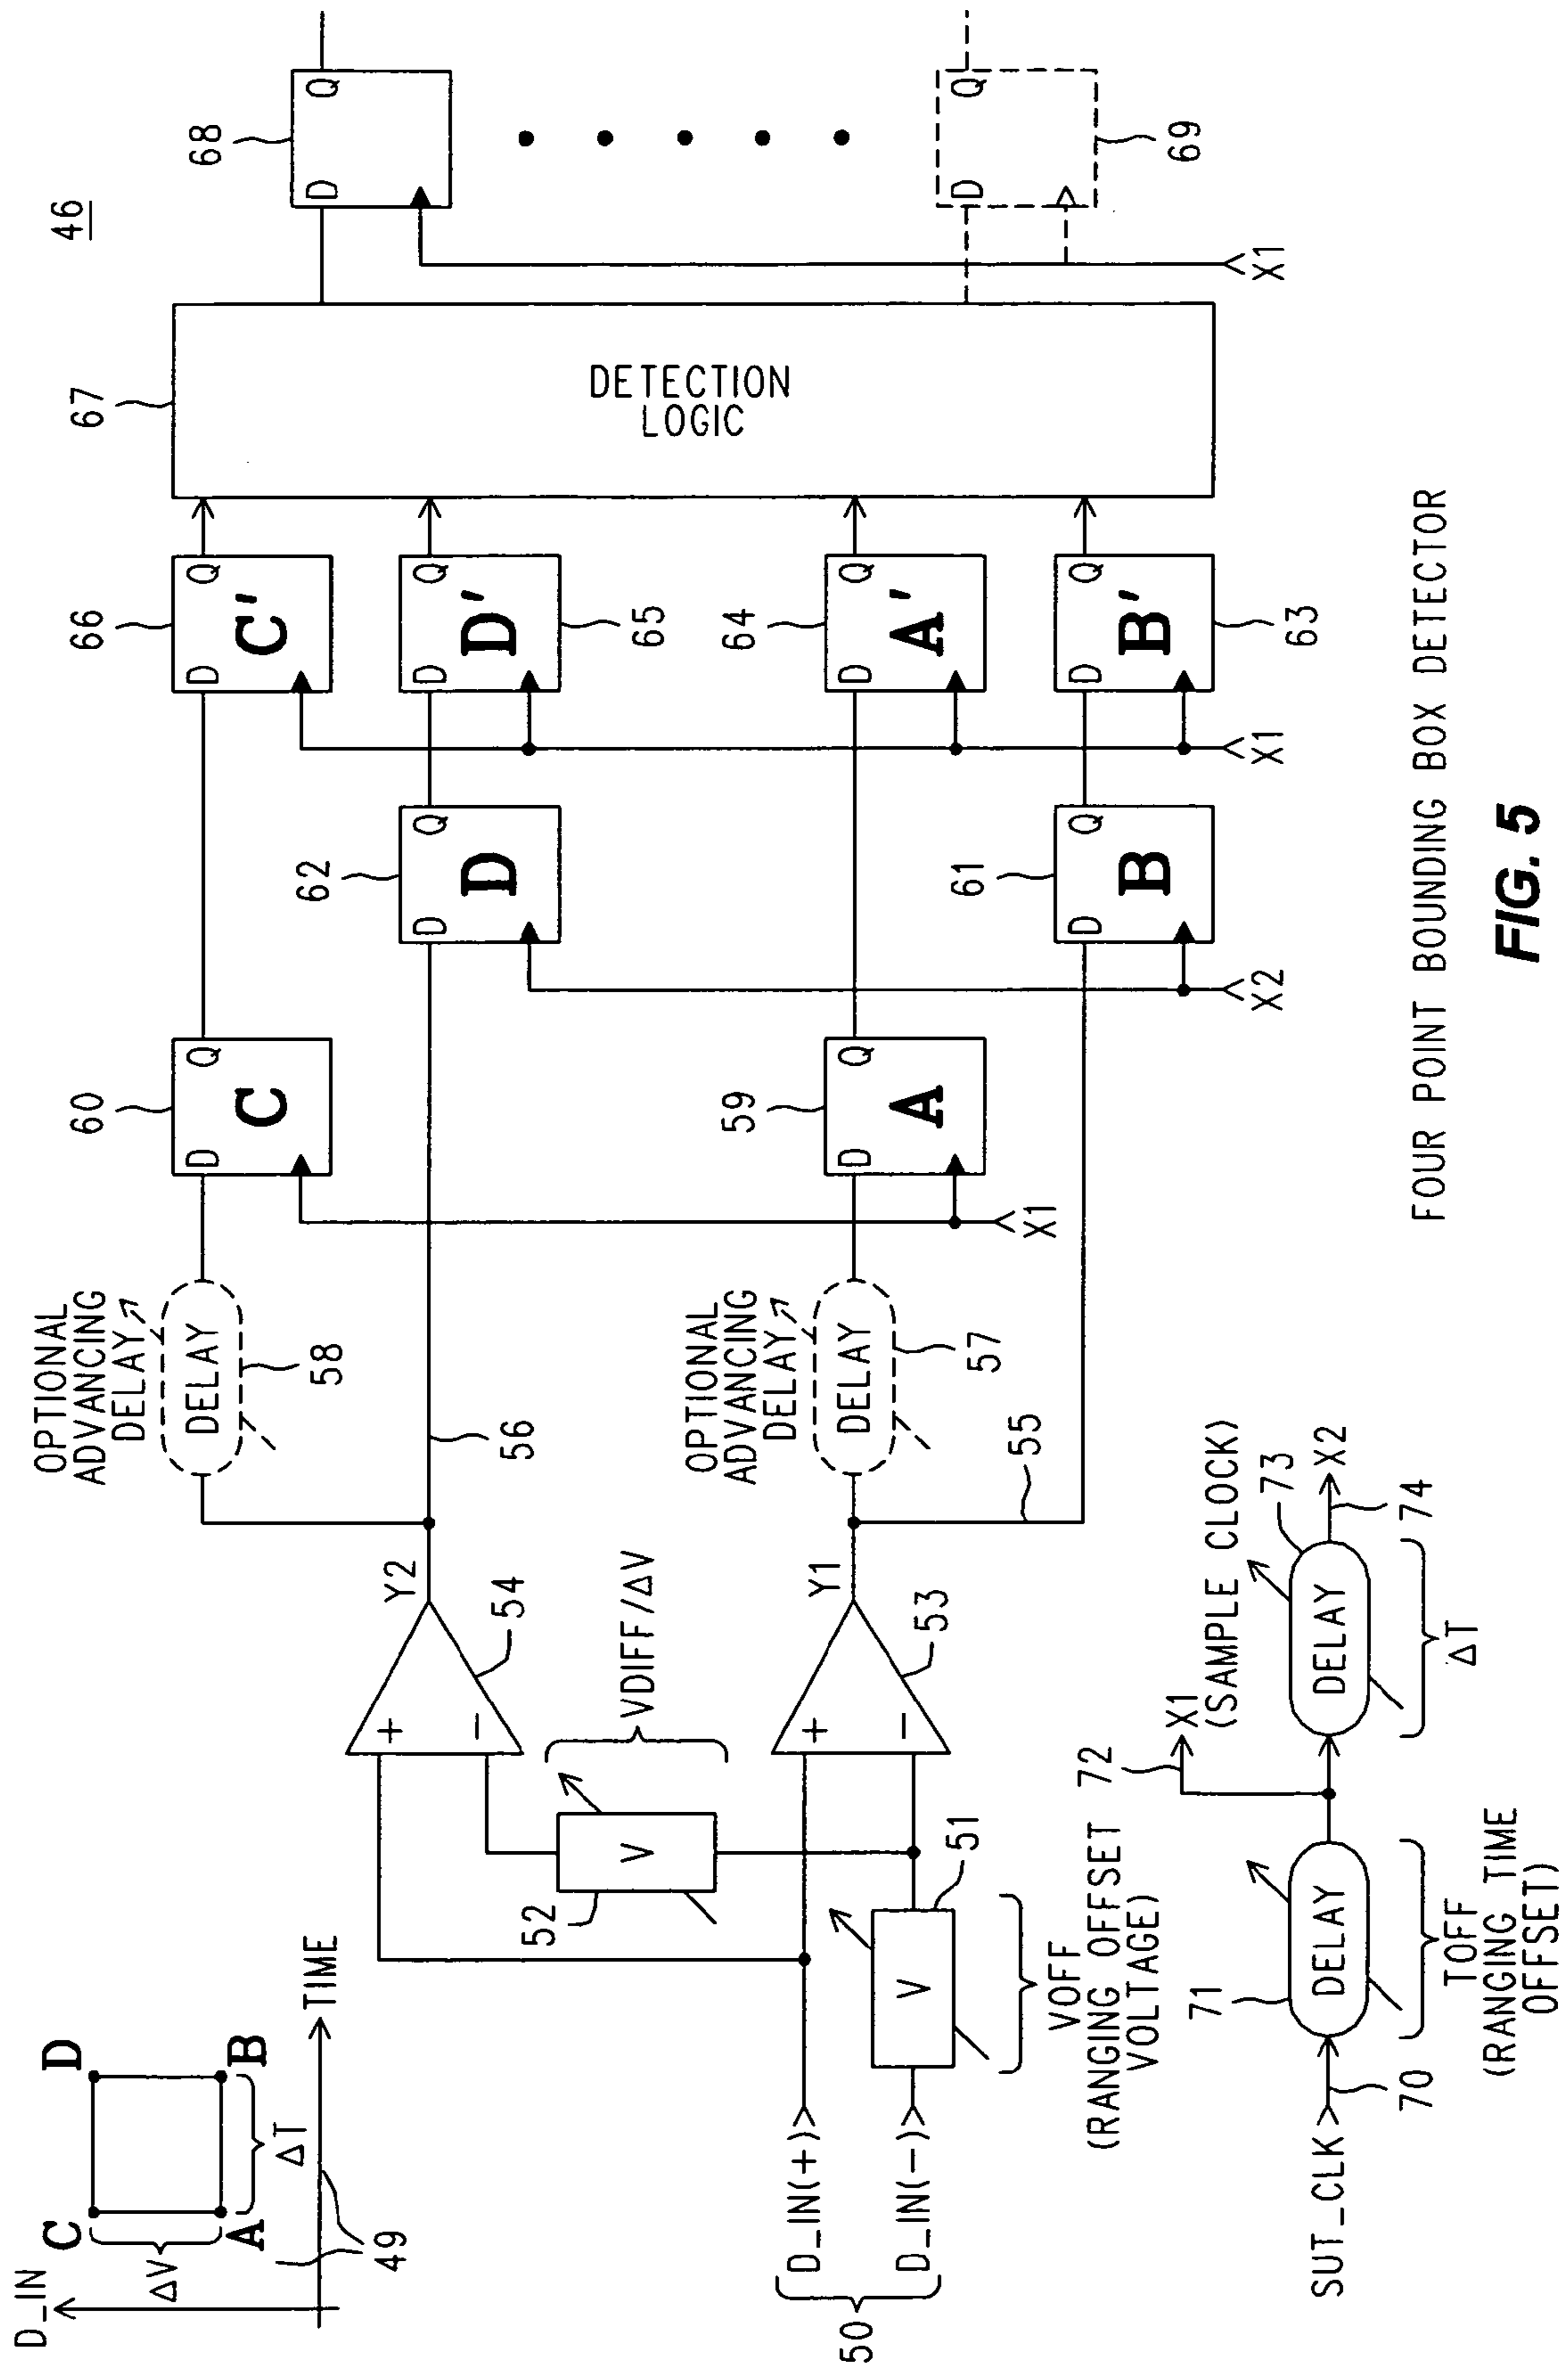 46
D_IN
C
D
A
B
ΔV
ΔT
TIME
49
OPTIONAL
ADVANCING
DELAY
DELAY
58
60
D
Q
C
66
D
Q
C'
67
68
D
Q
Y2
54
+
−
56
62
D
Q
D
D
Q
D'
65
VDIFF/ΔV
V
52
OPTIONAL
ADVANCING
DELAY
DELAY
57
59
D
Q
A
64
D
Q
A'
DETECTION
LOGIC
X1
50
D_IN(+)
D_IN(−)
V
51
VOFF
(RANGING OFFSET
VOLTAGE)
+
−
53
Y1
55
61
D
Q
B
D
Q
B'
63
D
Q
69
X2
X1
X1
SUT_CLK
70
71
DELAY
TOFF
(RANGING TIME
OFFSET)
72
X1
(SAMPLE CLOCK)
73
DELAY
ΔT
X2
74
FOUR POINT BOUNDING BOX DETECTOR
FIG. 5